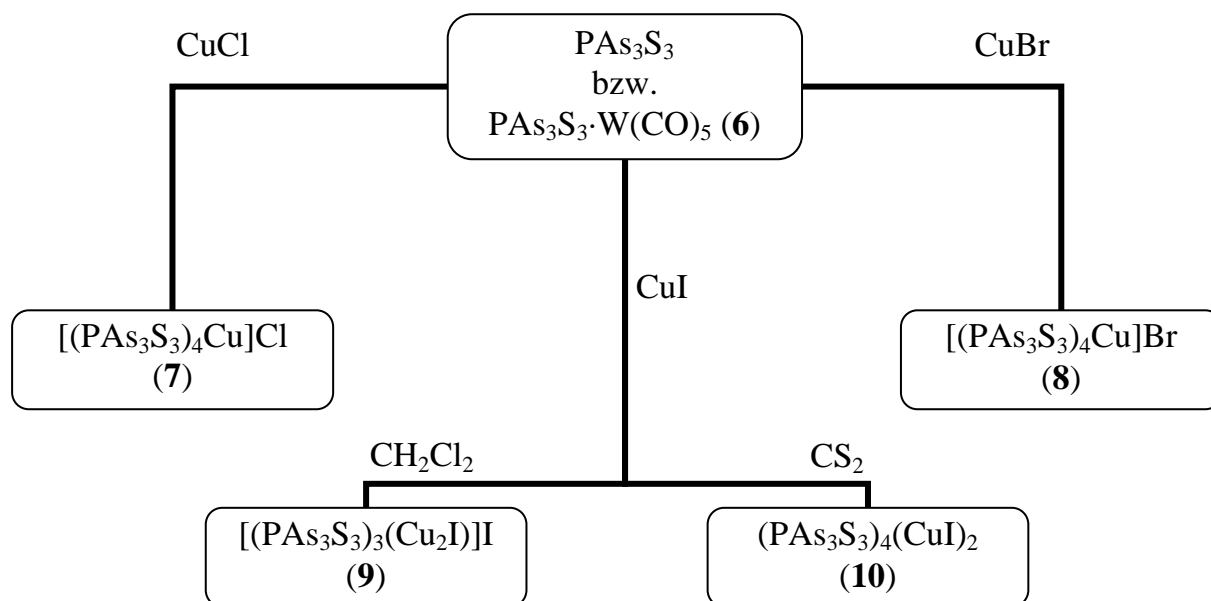 CuCl
PAs₃S₃
bzw.
PAs₃S₃·W(CO)₅ (6)
CuBr
CuI
[(PAs₃S₃)₄Cu]Cl
(7)
[(PAs₃S₃)₄Cu]Br
(8)
CH₂Cl₂
CS₂
[(PAs₃S₃)₃(Cu₂I)]I
(9)
(PAs₃S₃)₄(CuI)₂
(10)